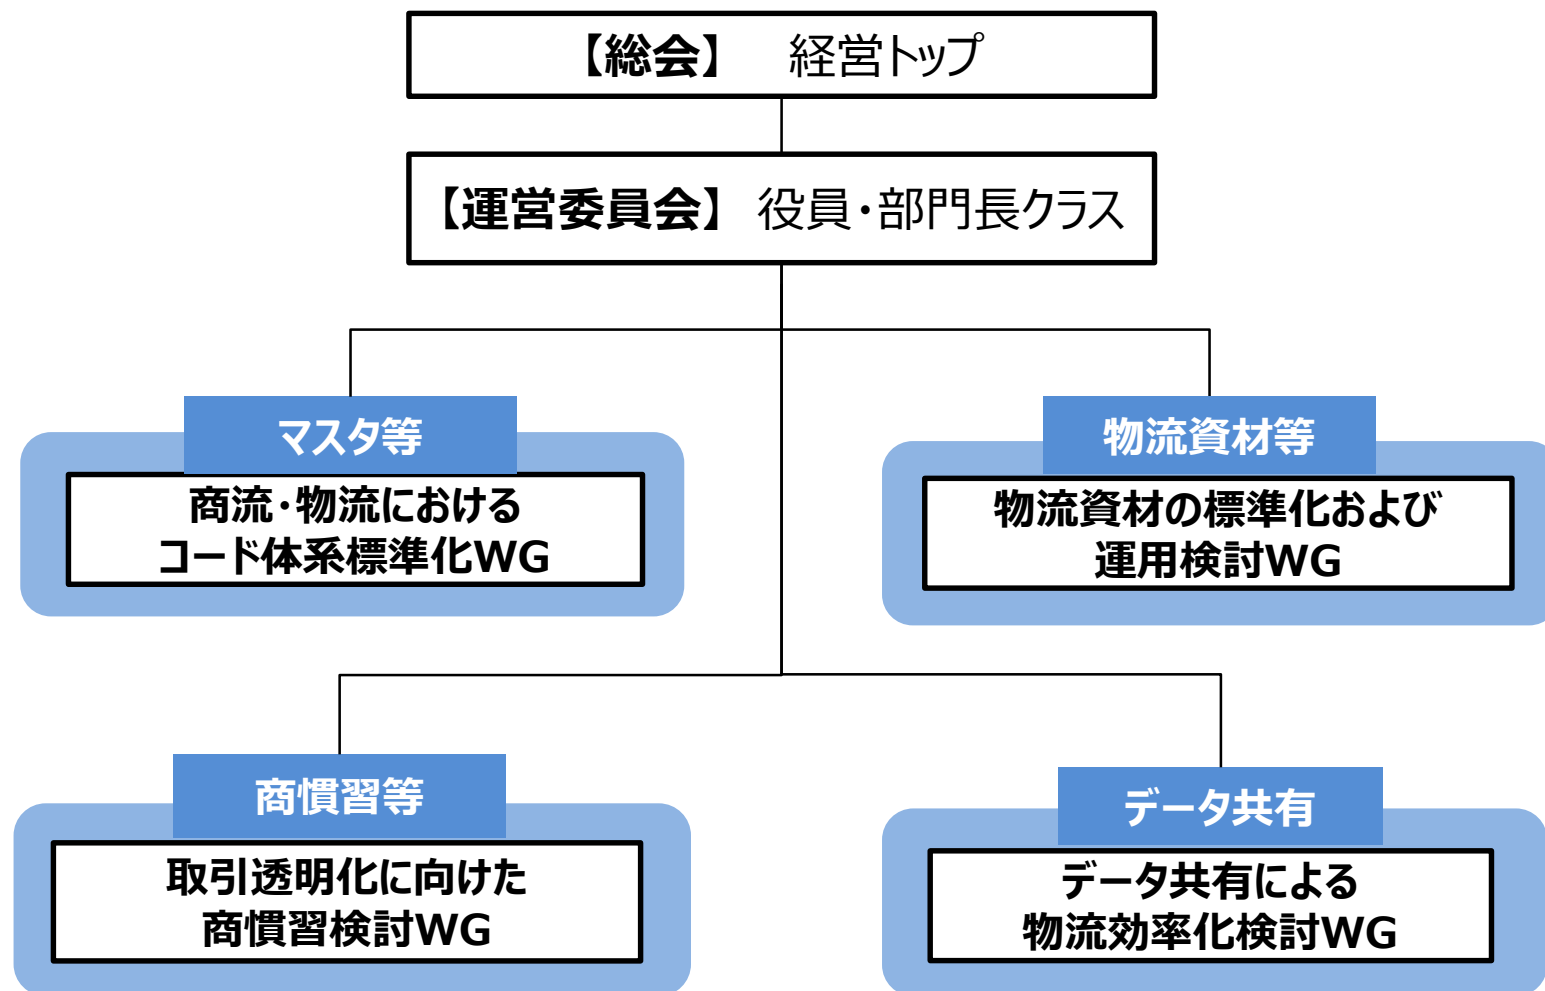 【総会】 経営トップ
【運営委員会】 役員・部門長クラス
マスタ等
商流・物流における
コード体系標準化WG
物流資材等
物流資材の標準化および
運用検討WG
商慣習等
取引透明化に向けた
商慣習検討WG
データ共有
データ共有による
物流効率化検討WG